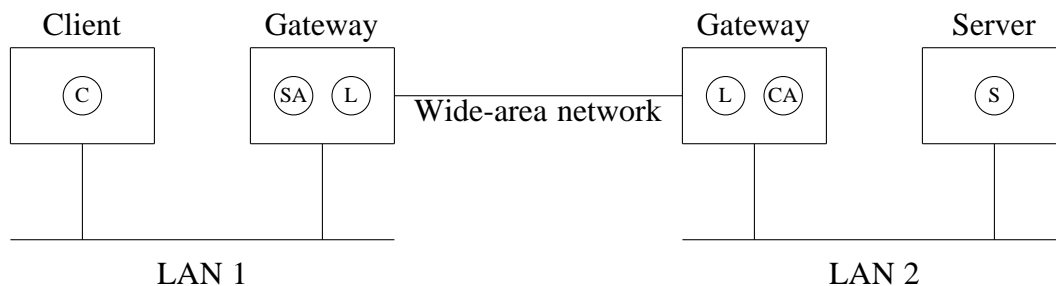 Client Gateway Gateway Server
C SA L L CA S
Wide-area network
LAN 1 LAN 2